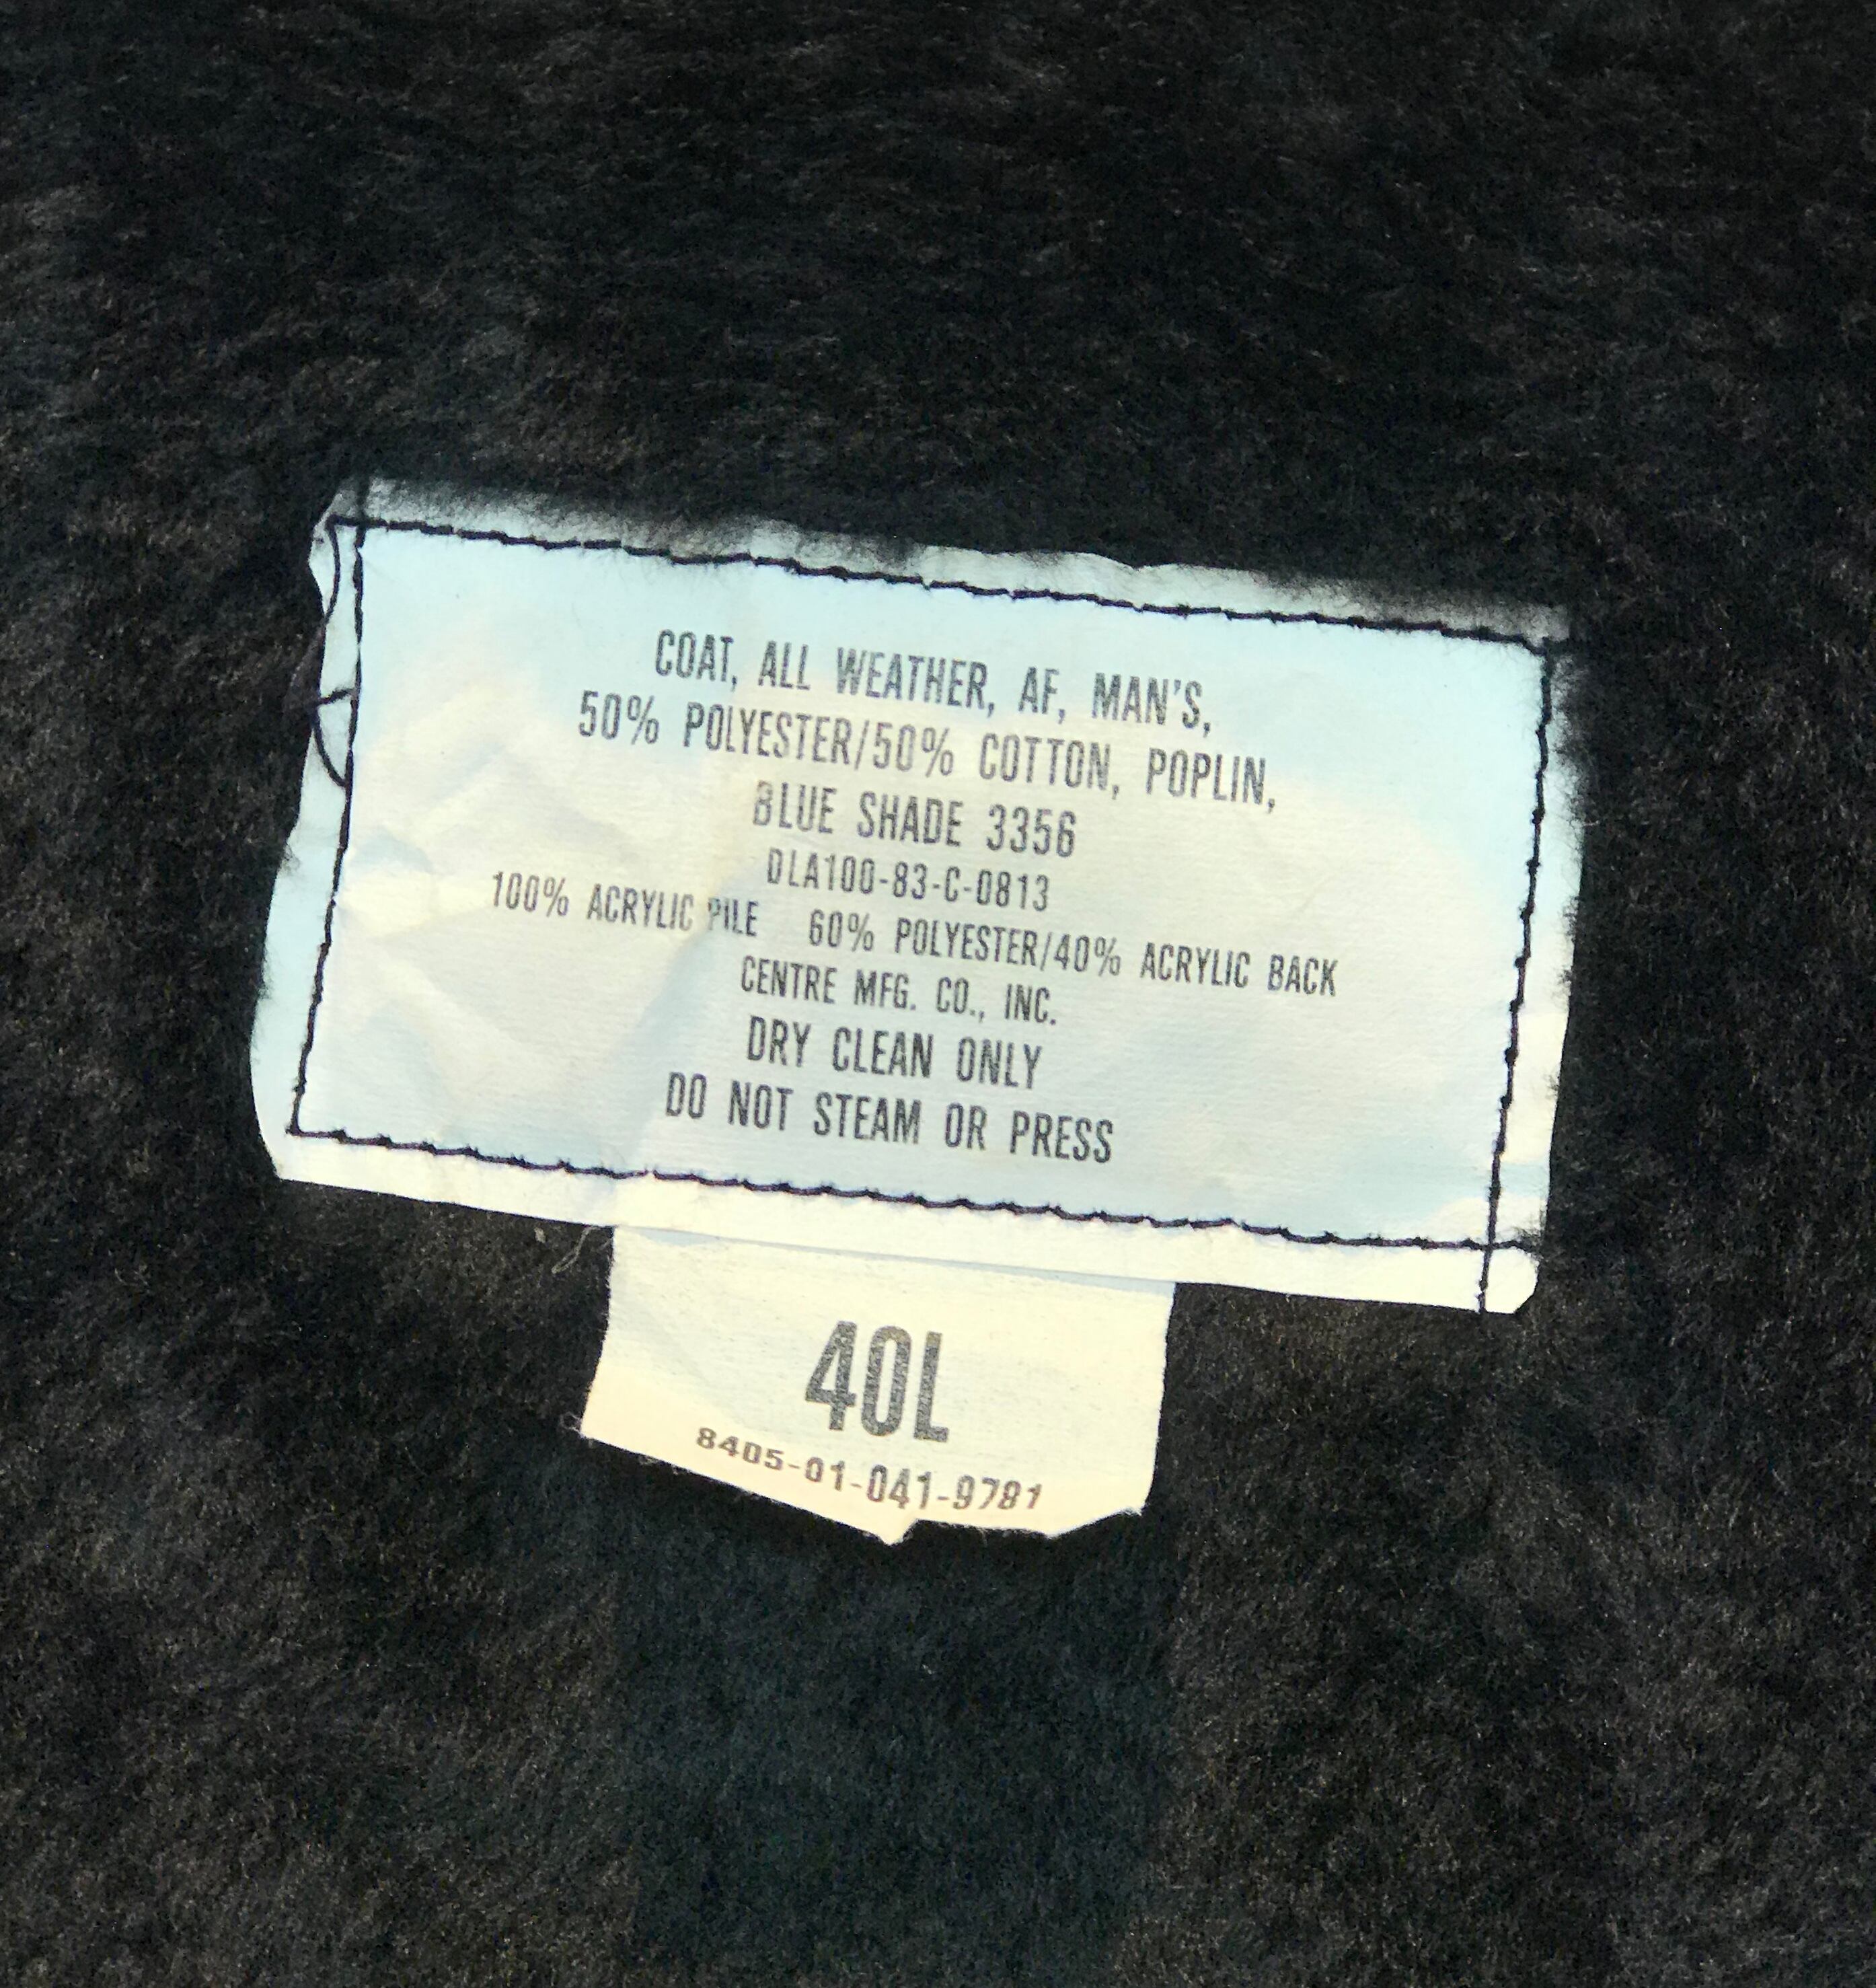 COAT, ALL WEATHER, AF, MAN'S,
50% POLYESTER/50% COTTON, POPLIN,
BLUE SHADE 3356
DLA100-83-C-0813
100% ACRYLIC PILE 60% POLYESTER/40% ACRYLIC BACK
CENTRE MFG. CO., INC.
DRY CLEAN ONLY
DO NOT STEAM OR PRESS
40L
8405-01-041-9781